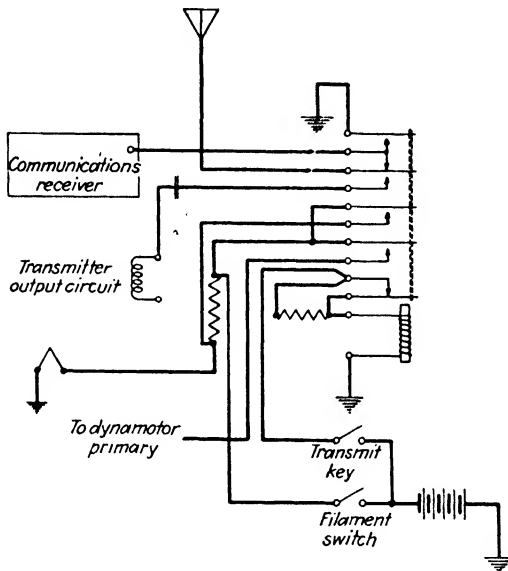 Communications
receiver
Transmitter
output circuit
To dynamotor
primary
Transmit
key
Filament
switch